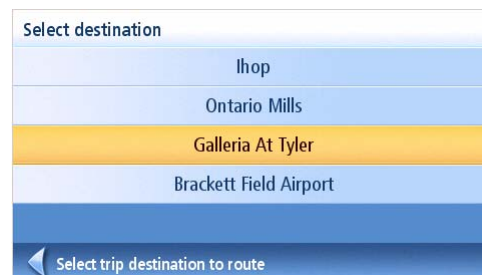 Select destination
Ihop
Ontario Mills
Galleria At Tyler
Brackett Field Airport
Select trip destination to route